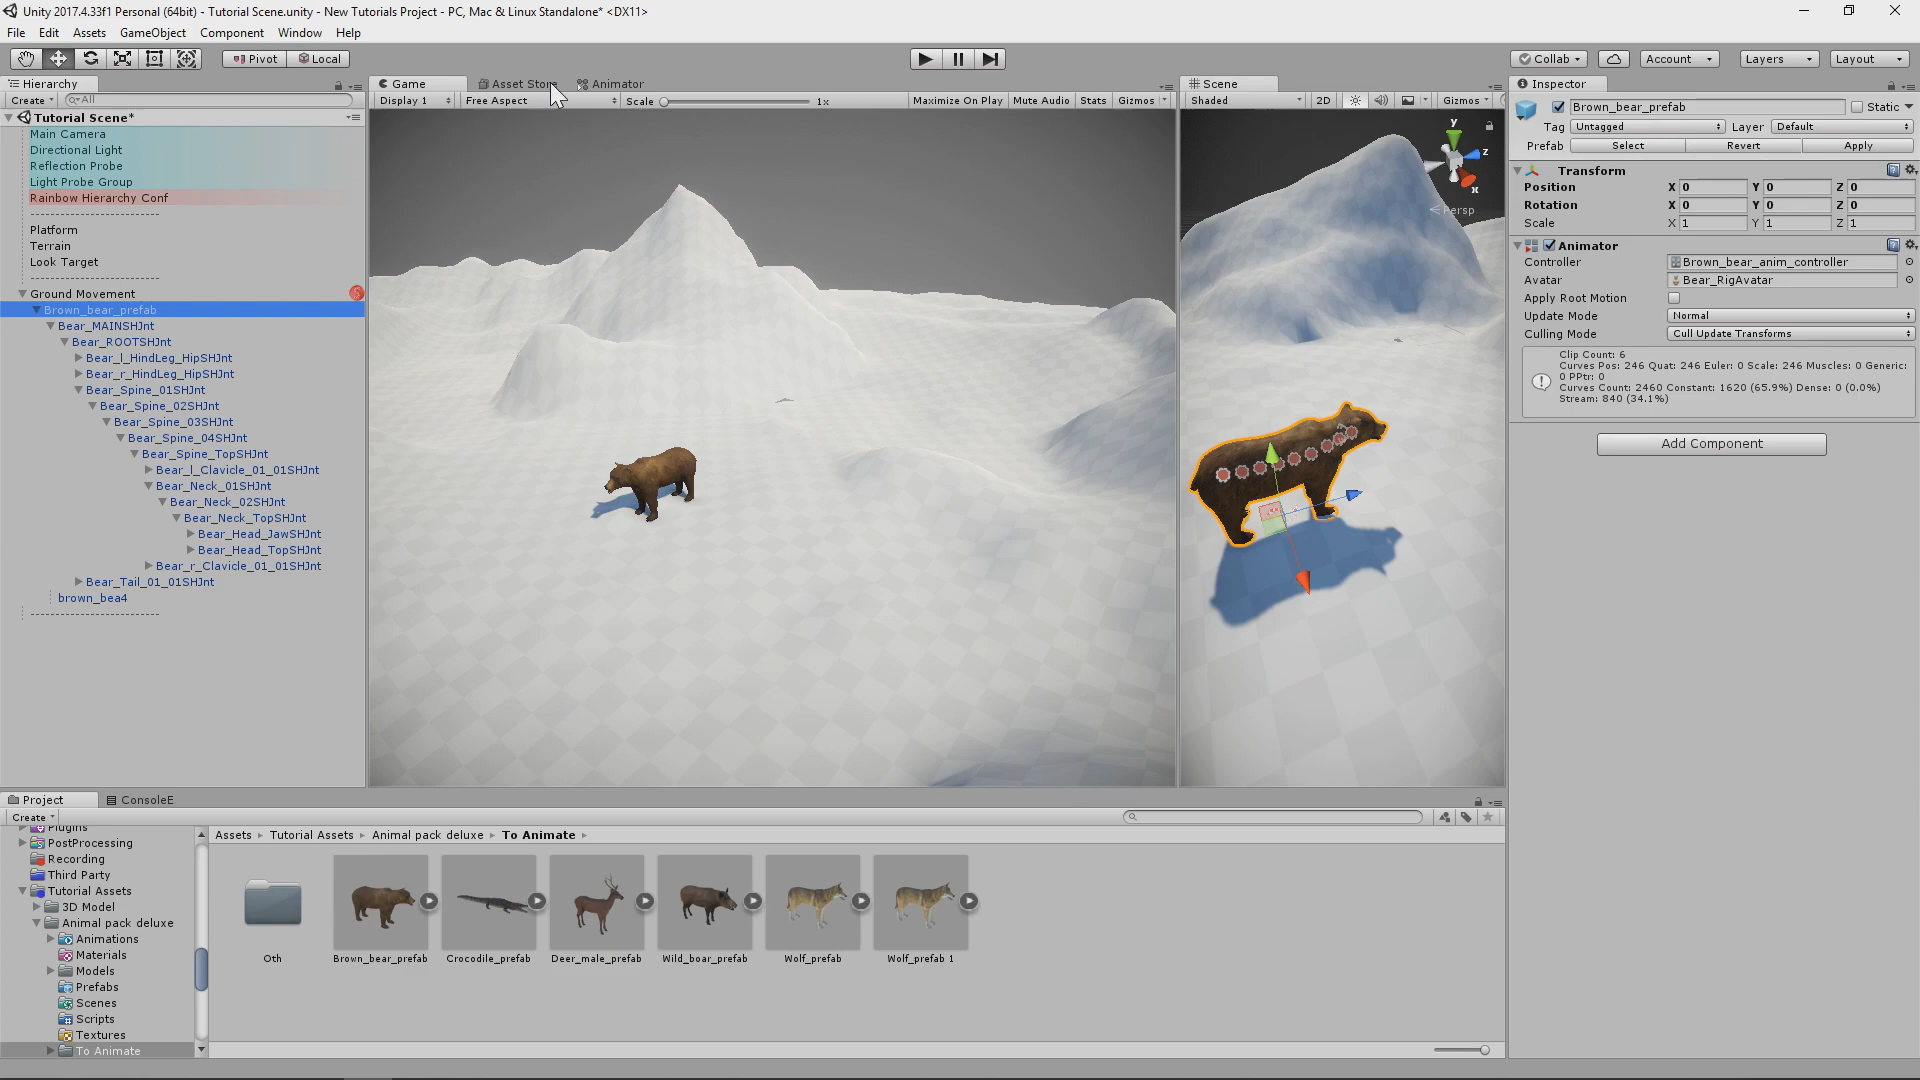 Unity 2017.4.33f1 Personal (64bit) - Tutorial Scene.unity - New Tutorials Project - PC, Mac & Linux Standalone* <DX11>
File Edit Assets GameObject Component Window Help
Pivot Local Collab Account Layers Layout
Hierarchy
Create All
Tutorial Scene*
Main Camera
Directional Light
Reflection Probe
Light Probe Group
Rainbow Hierarchy Conf
-----------------------
Platform
Terrain
Look Target
-----------------------
Ground Movement
Brown_bear_prefab
Bear_MAINSHJnt
Bear_ROOTSHJnt
Bear_l_HindLeg_HipSHJnt
Bear_r_HindLeg_HipSHJnt
Bear_Spine_01SHJnt
Bear_Spine_02SHJnt
Bear_Spine_03SHJnt
Bear_Spine_04SHJnt
Bear_Spine_TopSHJnt
Bear_l_Clavicle_01_01SHJnt
Bear_Neck_01SHJnt
Bear_Neck_02SHJnt
Bear_Neck_TopSHJnt
Bear_Head_JawSHJnt
Bear_Head_TopSHJnt
Bear_r_Clavicle_01_01SHJnt
Bear_Tail_01_01SHJnt
brown_bea4
-----------------------
Game Asset Store Animator
Display 1 Free Aspect Scale 1x Maximize On Play Mute Audio Stats Gizmos
Scene
Shaded 2D Gizmos
y
z
x
Persp
Inspector
Brown_bear_prefab Static
Tag Untagged Layer Default
Prefab Select Revert Apply
Transform
Position X 0 Y 0 Z 0
Rotation X 0 Y 0 Z 0
Scale X 1 Y 1 Z 1
Animator
Controller Brown_bear_anim_controller
Avatar Bear_RigAvatar
Apply Root Motion
Update Mode Normal
Culling Mode Cull Update Transforms
Clip Count: 6
Curves Pos: 246 Quat: 246 Euler: 0 Scale: 246 Muscles: 0 Generic:
0 PPtr: 0
Curves Count: 2460 Constant: 1620 (65.9%) Dense: 0 (0.0%)
Stream: 840 (34.1%)
Add Component
Project ConsoleE
Create
Plugins
PostProcessing
Recording
Third Party
Tutorial Assets
3D Model
Animal pack deluxe
Animations
Materials
Models
Prefabs
Scenes
Scripts
Textures
To Animate
Assets Tutorial Assets Animal pack deluxe To Animate
Oth Brown_bear_prefab Crocodile_prefab Deer_male_prefab Wild_boar_prefab Wolf_prefab Wolf_prefab 1